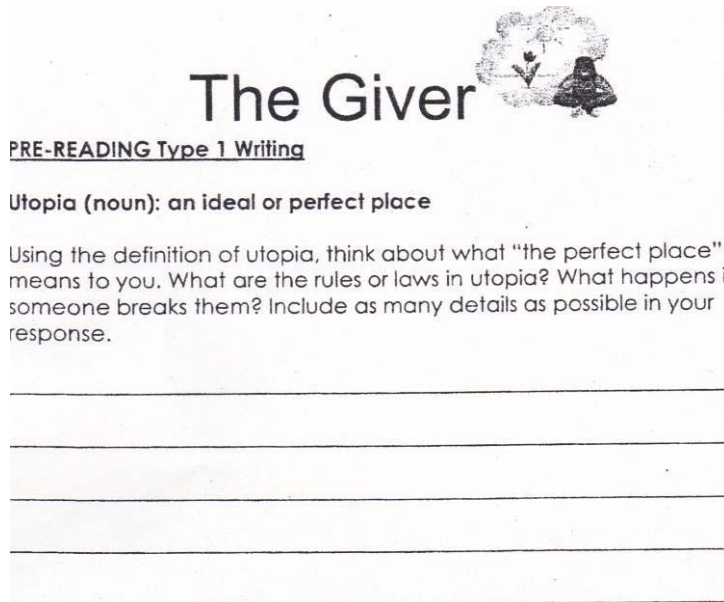 The Giver
PRE-READING Type 1 Writing
Utopia (noun): an ideal or perfect place
Using the definition of utopia, think about what "the perfect place"
means to you. What are the rules or laws in utopia? What happens i
someone breaks them? Include as many details as possible in your
response.